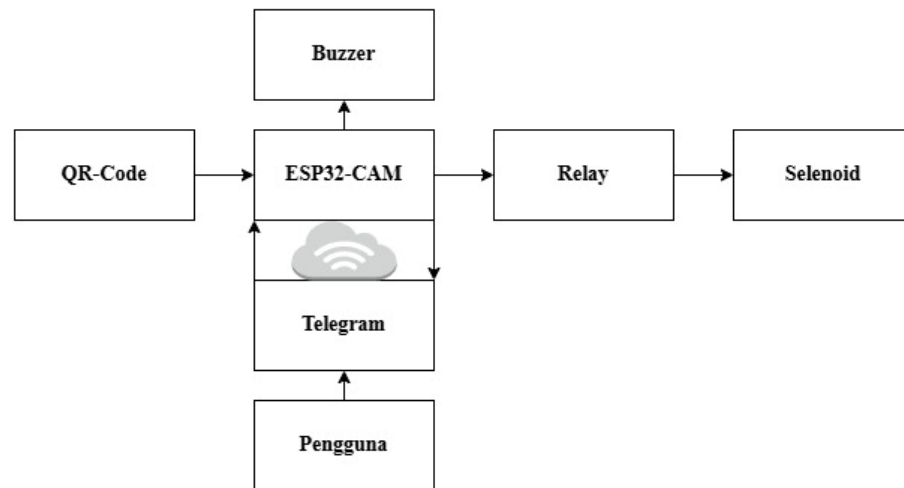 Buzzer
QR-Code
ESP32-CAM
Relay
Selenoid
Telegram
Pengguna